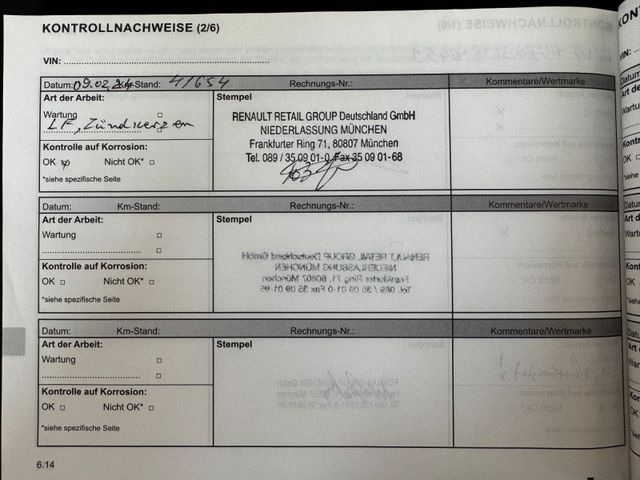 KONTROLLNACHWEISE (2/6)
VIN:
Datum: 09.02.24 Km-Stand: 41654 Rechnungs-Nr.: Kommentare/Wertmarke
Art der Arbeit: Stempel
Wartung
LF, Zündkerzen
RENAULT RETAIL GROUP Deutschland GmbH
NIEDERLASSUNG MÜNCHEN
Frankfurter Ring 71, 80807 München
Tel. 089 / 35 09 01-0 Fax 35 09 01-68
Kontrolle auf Korrosion:
OK Nicht OK*
*siehe spezifische Seite
Datum: Km-Stand: Rechnungs-Nr.: Kommentare/Wertmarke
Art der Arbeit: Stempel
Wartung
Kontrolle auf Korrosion:
OK Nicht OK*
*siehe spezifische Seite
Datum: Km-Stand: Rechnungs-Nr.: Kommentare/Wertmarke
Art der Arbeit: Stempel
Wartung
Kontrolle auf Korrosion:
OK Nicht OK*
*siehe spezifische Seite
6.14